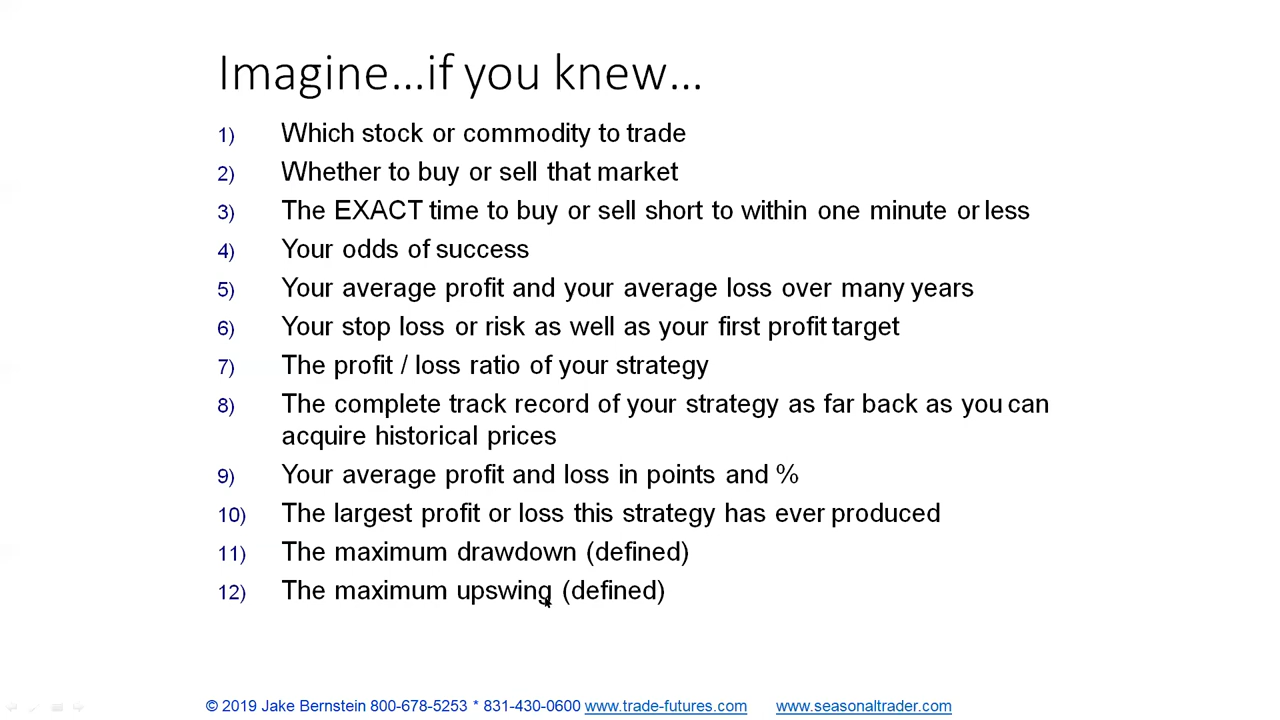 Imagine…if you knew…
1) Which stock or commodity to trade
2) Whether to buy or sell that market
3) The EXACT time to buy or sell short to within one minute or less
4) Your odds of success
5) Your average profit and your average loss over many years
6) Your stop loss or risk as well as your first profit target
7) The profit / loss ratio of your strategy
8) The complete track record of your strategy as far back as you can
acquire historical prices
9) Your average profit and loss in points and %
10) The largest profit or loss this strategy has ever produced
11) The maximum drawdown (defined)
12) The maximum upswing (defined)
© 2019 Jake Bernstein 800-678-5253 * 831-430-0600 www.trade-futures.com www.seasonaltrader.com